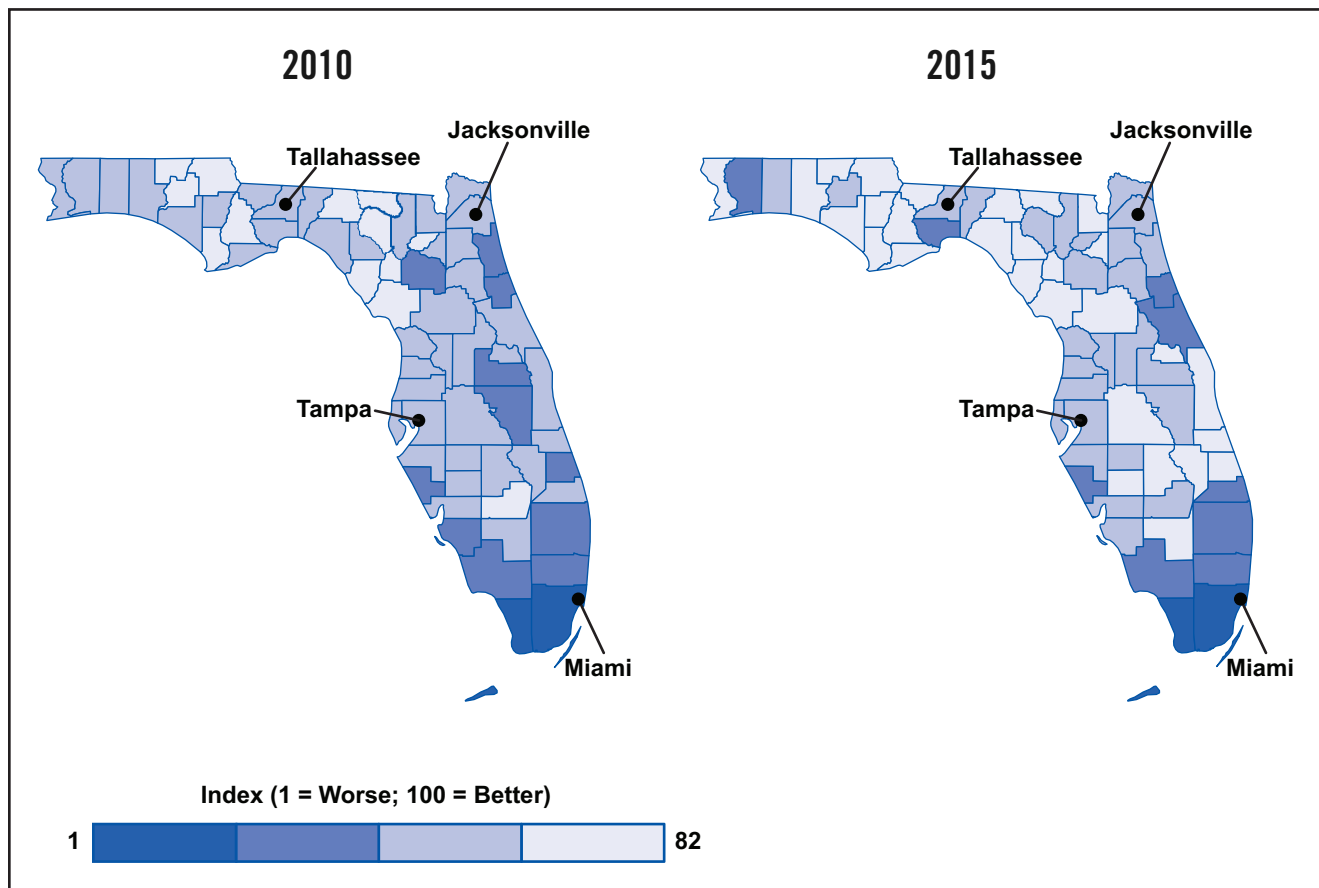 2010
2015
Jacksonville
Tallahassee
Tampa
Miami
Jacksonville
Tallahassee
Tampa
Miami
Index (1 = Worse; 100 = Better)
1
82